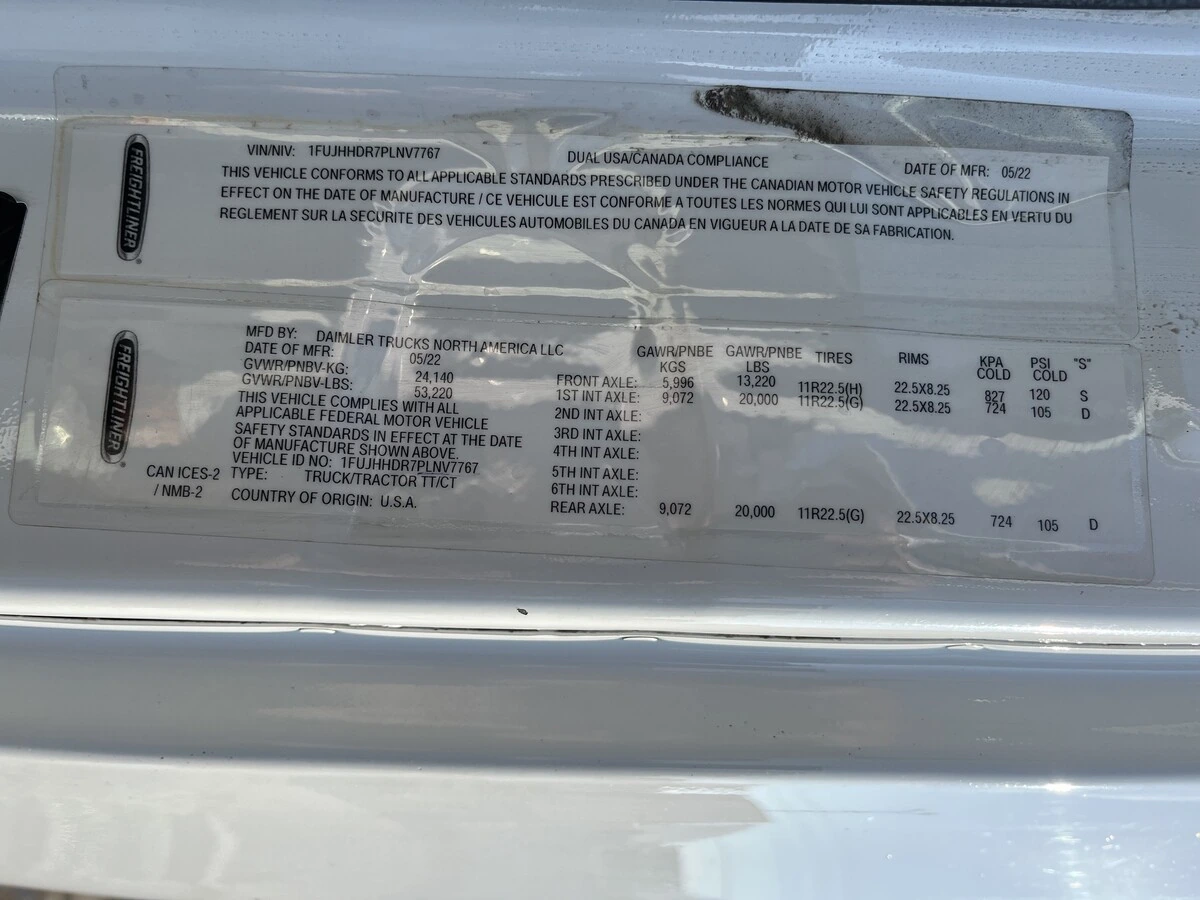 FREIGHTLINER®
VIN/NIV: 1FUJHHDR7PLNV7767 DUAL USA/CANADA COMPLIANCE DATE OF MFR: 05/22
THIS VEHICLE CONFORMS TO ALL APPLICABLE STANDARDS PRESCRIBED UNDER THE CANADIAN MOTOR VEHICLE SAFETY REGULATIONS IN
EFFECT ON THE DATE OF MANUFACTURE / CE VEHICULE EST CONFORME A TOUTES LES NORMES QUI LUI SONT APPLICABLES EN VERTU DU
REGLEMENT SUR LA SECURITE DES VEHICULES AUTOMOBILES DU CANADA EN VIGUEUR A LA DATE DE SA FABRICATION.
FREIGHTLINER®
MFD BY: DAIMLER TRUCKS NORTH AMERICA LLC
DATE OF MFR: 05/22
GVWR/PNBV-KG: 24,140
GVWR/PNBV-LBS: 53,220
THIS VEHICLE COMPLIES WITH ALL
APPLICABLE FEDERAL MOTOR VEHICLE
SAFETY STANDARDS IN EFFECT AT THE DATE
OF MANUFACTURE SHOWN ABOVE.
VEHICLE ID NO: 1FUJHHDR7PLNV7767
CAN ICES-2 TYPE: TRUCK/TRACTOR TT/CT
/ NMB-2 COUNTRY OF ORIGIN: U.S.A.
GAWR/PNBE GAWR/PNBE TIRES RIMS KPA PSI "S"
KGS LBS COLD COLD
FRONT AXLE: 5,996 13,220 11R22.5(H) 22.5X8.25 827 120 S
1ST INT AXLE: 9,072 20,000 11R22.5(G) 22.5X8.25 724 105 D
2ND INT AXLE:
3RD INT AXLE:
4TH INT AXLE:
5TH INT AXLE:
6TH INT AXLE:
REAR AXLE: 9,072 20,000 11R22.5(G) 22.5X8.25 724 105 D